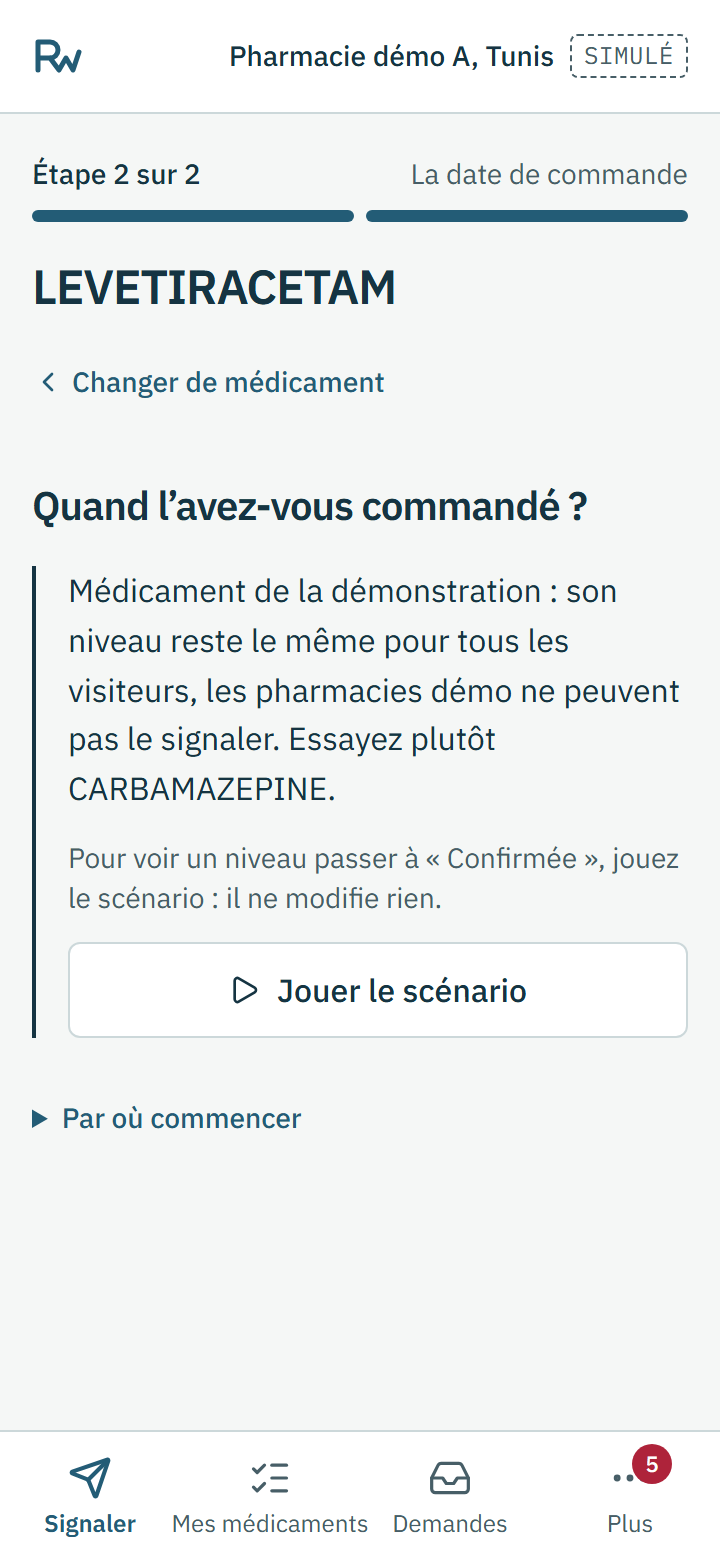 Rw
Pharmacie démo A, Tunis SIMULÉ
Étape 2 sur 2
La date de commande
LEVETIRACETAM
Changer de médicament
Quand l’avez-vous commandé ?
Médicament de la démonstration : son
niveau reste le même pour tous les
visiteurs, les pharmacies démo ne peuvent
pas le signaler. Essayez plutôt
CARBAMAZEPINE.
Pour voir un niveau passer à « Confirmée », jouez
le scénario : il ne modifie rien.
Jouer le scénario
Par où commencer
5
Signaler
Mes médicaments
Demandes
Plus